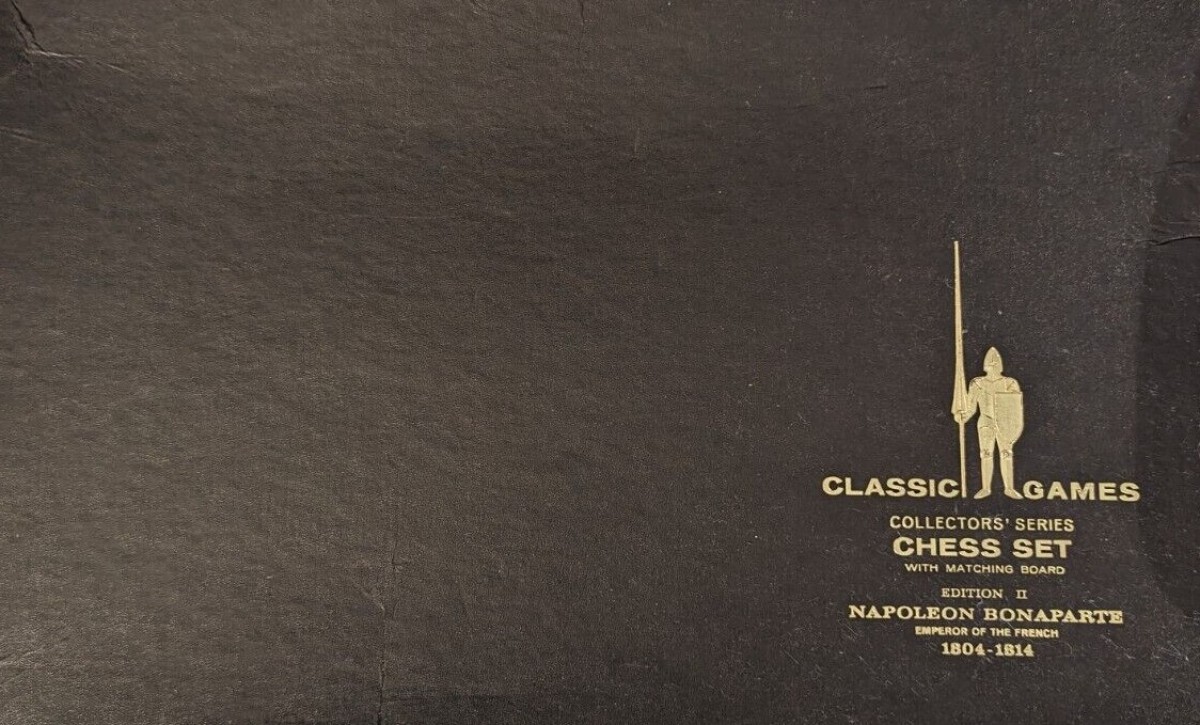 CLASSIC GAMES
COLLECTORS' SERIES
CHESS SET
WITH MATCHING BOARD
EDITION II
NAPOLEON BONAPARTE
EMPEROR OF THE FRENCH
1804-1814